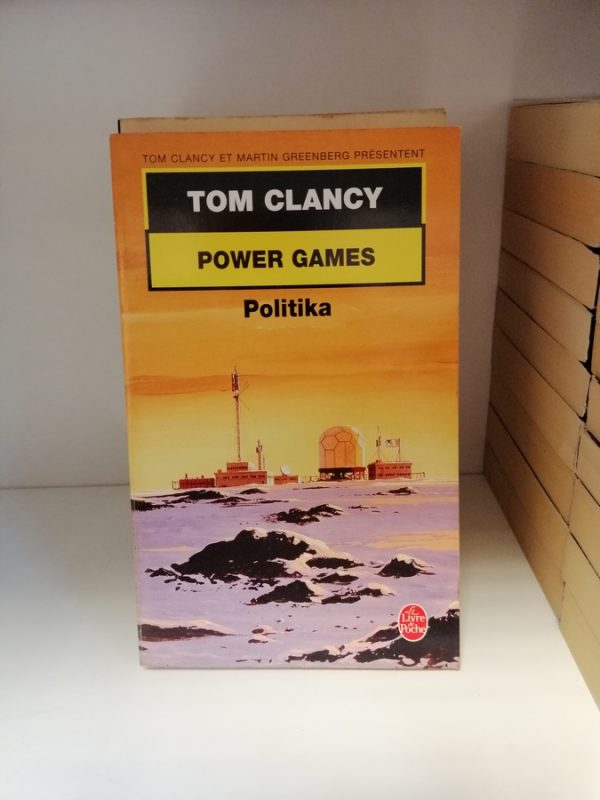 TOM CLANCY ET MARTIN GREENBERG PRÉSENTENT
TOM CLANCY
POWER GAMES
Politika
Le
Livre
de
Poche